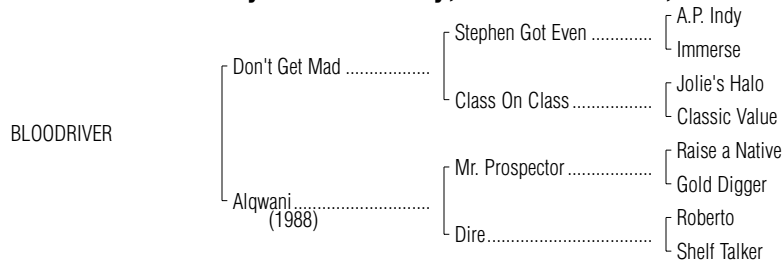 A.P. Indy
Stephen Got Even .............
Immerse
Don't Get Mad ..................
Jolie's Halo
Class On Class .................
Classic Value
BLOODRIVER
Raise a Native
Mr. Prospector ..................
Gold Digger
Alqwani.............................
(1988)
Roberto
Dire...................................
Shelf Talker